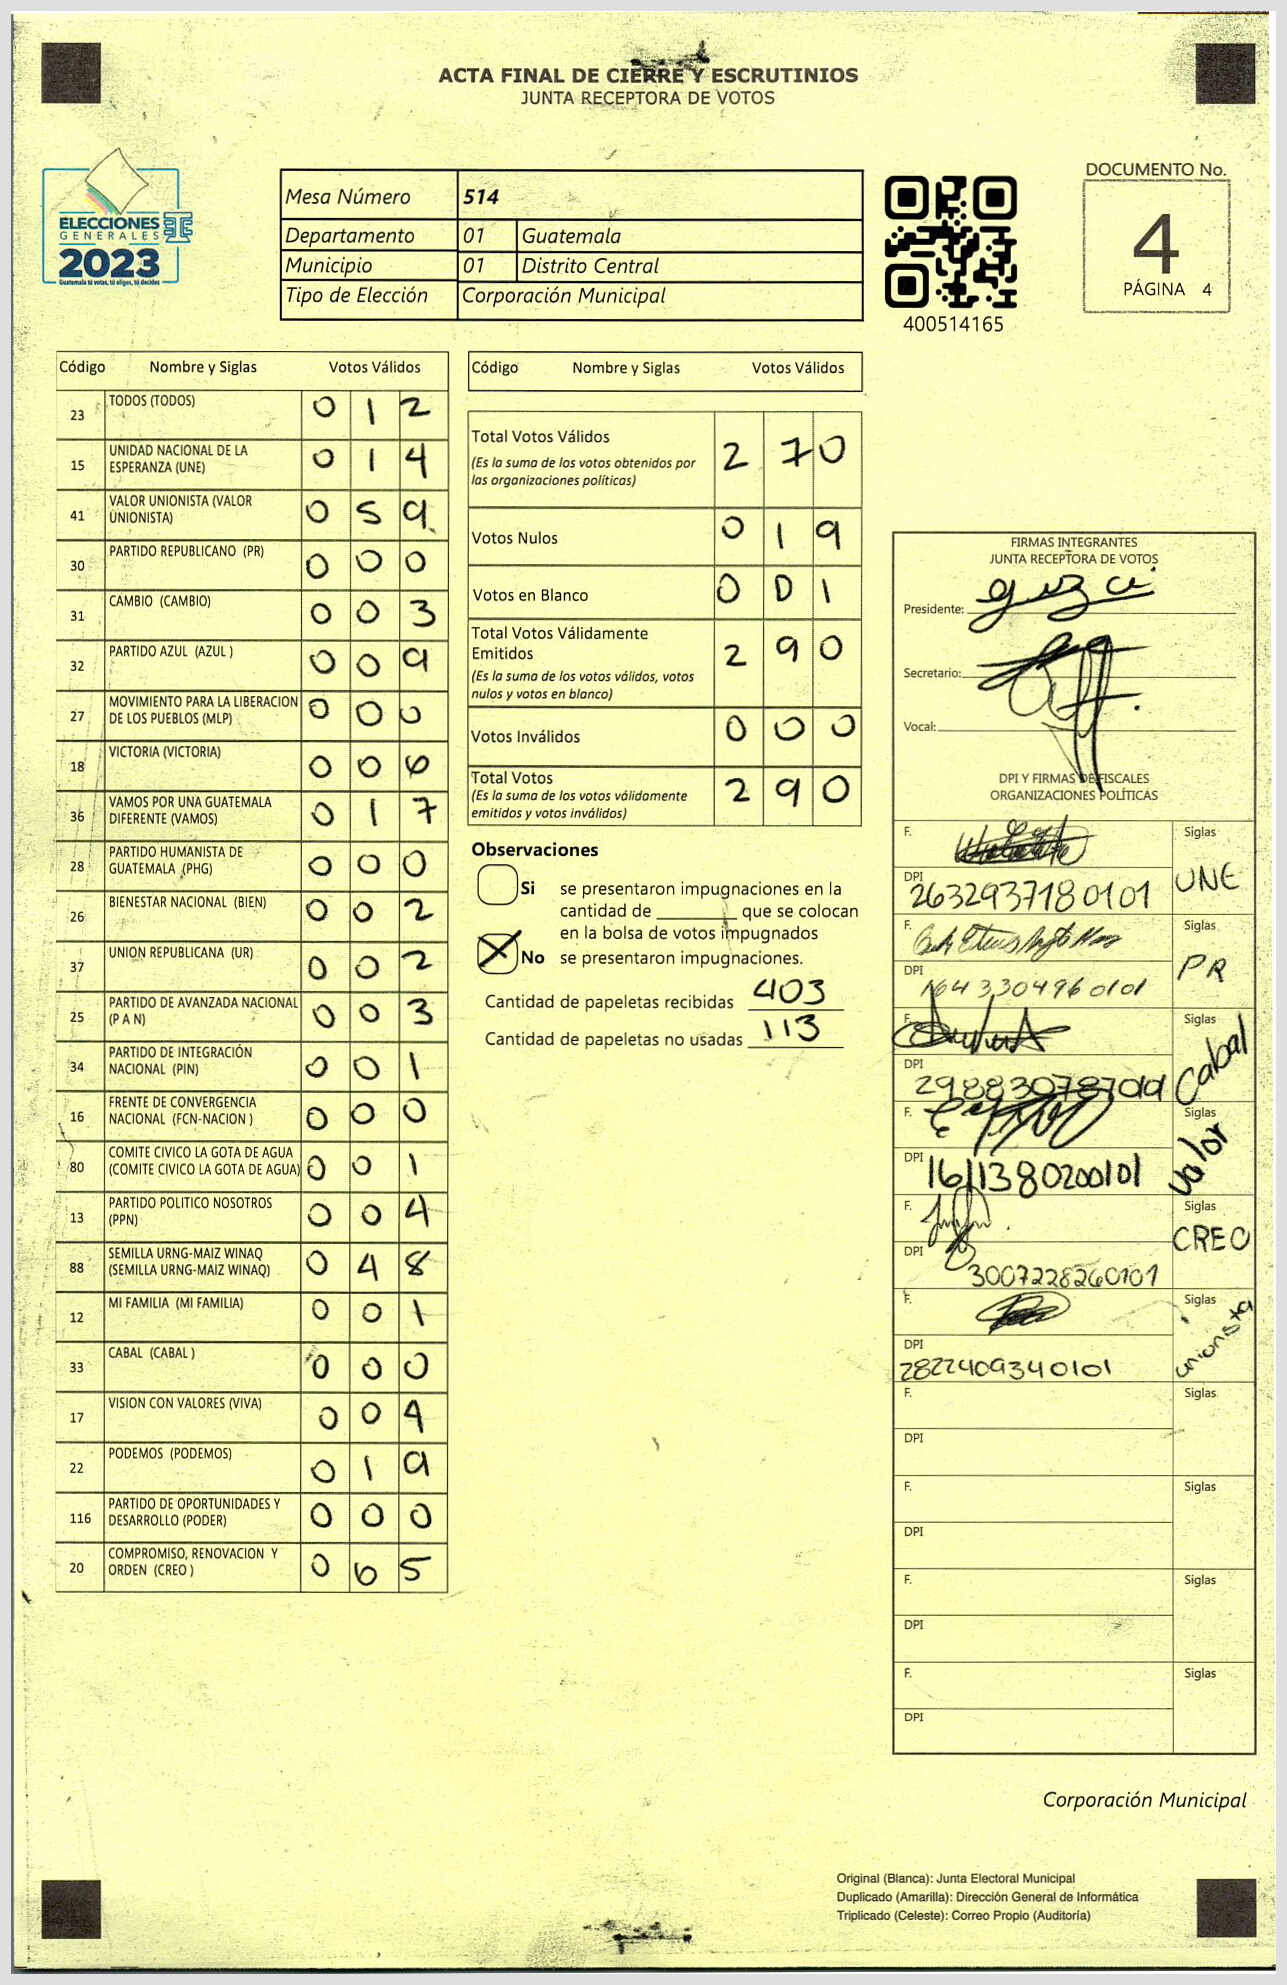 ACTA FINAL DE CIERRE Y ESCRUTINIOS
JUNTA RECEPTORA DE VOTOS
ELECCIONES
GENERALES
2023
Guatemala tú votas, tú eliges, tú decides
Mesa Número 514
Departamento 01 Guatemala
Municipio 01 Distrito Central
Tipo de Elección Corporación Municipal
400514165
DOCUMENTO No.
4
PÁGINA 4
Código Nombre y Siglas Votos Válidos
23 TODOS (TODOS) 0 1 2
15 UNIDAD NACIONAL DE LA
ESPERANZA (UNE) 0 1 4
41 VALOR UNIONISTA (VALOR
UNIONISTA) 0 5 9
30 PARTIDO REPUBLICANO (PR) 0 0 0
31 CAMBIO (CAMBIO) 0 0 3
32 PARTIDO AZUL (AZUL ) 0 0 9
27 MOVIMIENTO PARA LA LIBERACION
DE LOS PUEBLOS (MLP) 0 0 0
18 VICTORIA (VICTORIA) 0 0 6
36 VAMOS POR UNA GUATEMALA
DIFERENTE (VAMOS) 0 1 7
28 PARTIDO HUMANISTA DE
GUATEMALA (PHG) 0 0 0
26 BIENESTAR NACIONAL (BIEN) 0 0 2
37 UNION REPUBLICANA (UR) 0 0 2
25 PARTIDO DE AVANZADA NACIONAL
(P A N) 0 0 3
34 PARTIDO DE INTEGRACIÓN
NACIONAL (PIN) 0 0 1
16 FRENTE DE CONVERGENCIA
NACIONAL (FCN-NACION ) 0 0 0
80 COMITE CIVICO LA GOTA DE AGUA
(COMITE CIVICO LA GOTA DE AGUA) 0 0 1
13 PARTIDO POLITICO NOSOTROS
(PPN) 0 0 4
88 SEMILLA URNG-MAIZ WINAQ
(SEMILLA URNG-MAIZ WINAQ) 0 4 8
12 MI FAMILIA (MI FAMILIA) 0 0 1
33 CABAL (CABAL ) 0 0 0
17 VISION CON VALORES (VIVA) 0 0 4
22 PODEMOS (PODEMOS) 0 1 9
116 PARTIDO DE OPORTUNIDADES Y
DESARROLLO (PODER) 0 0 0
20 COMPROMISO, RENOVACION Y
ORDEN (CREO ) 0 6 5
Código Nombre y Siglas Votos Válidos
Total Votos Válidos 2 7 0
(Es la suma de los votos obtenidos por
las organizaciones políticas)
Votos Nulos 0 1 9
Votos en Blanco 0 0 1
Total Votos Válidamente
Emitidos 2 9 0
(Es la suma de los votos válidos, votos
nulos y votos en blanco)
Votos Inválidos 0 0 0
Total Votos 2 9 0
(Es la suma de los votos válidamente
emitidos y votos inválidos)
Observaciones
Si se presentaron impugnaciones en la
cantidad de ________ que se colocan
en la bolsa de votos impugnados
X No se presentaron impugnaciones.
Cantidad de papeletas recibidas 403
Cantidad de papeletas no usadas 113
FIRMAS INTEGRANTES
JUNTA RECEPTORA DE VOTOS
Presidente:
Secretario:
Vocal:
DPI Y FIRMAS DE FISCALES
ORGANIZACIONES POLÍTICAS
F. Siglas
DPI 2632937180101 UNE
F. Siglas
DPI 1643304960101 PR
F. Siglas
DPI Cabal
F. Siglas
DPI 1611380200101 Valor
F. Siglas
DPI 3007228260101 CREO
F. Siglas
DPI 2822409340101 unionista
F. Siglas
DPI
F. Siglas
DPI
F. Siglas
DPI
F. Siglas
DPI
Corporación Municipal
Original (Blanca): Junta Electoral Municipal
Duplicado (Amarilla): Dirección General de Informática
Triplicado (Celeste): Correo Propio (Auditoría)